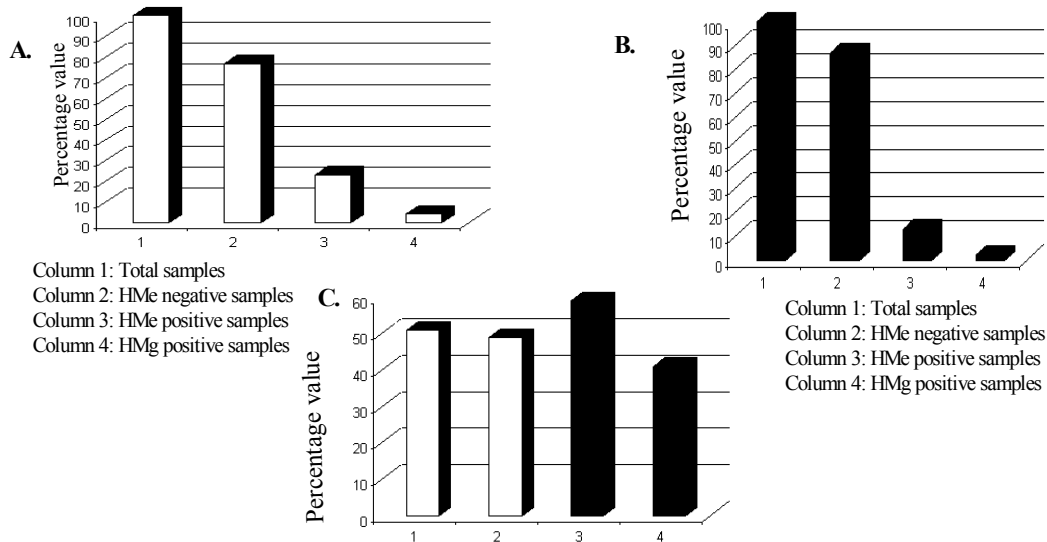 A.
Percentage value
100
90
80
70
60
50
40
30
20
10
0
1 2 3 4
Column 1: Total samples
Column 2: HMe negative samples
Column 3: HMe positive samples
Column 4: HMg positive samples
B.
Percentage value
100
90
80
70
60
50
40
30
20
10
0
1 2 3 4
Column 1: Total samples
Column 2: HMe negative samples
Column 3: HMe positive samples
Column 4: HMg positive samples
C.
Percentage value
60
50
40
30
20
10
0
1 2 3 4